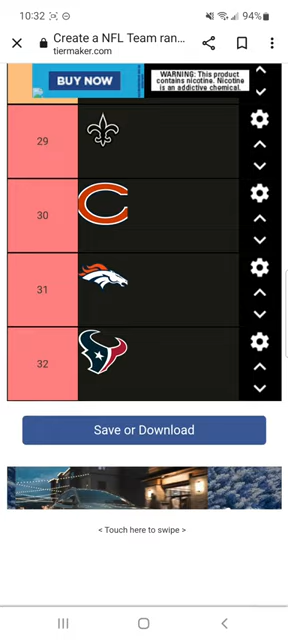 10:32
94%
Create a NFL Team ran...
tiermaker.com
BUY NOW
WARNING: This product
contains nicotine. Nicotine
is an addictive chemical.
29
30
31
32
Save or Download
< Touch here to swipe >